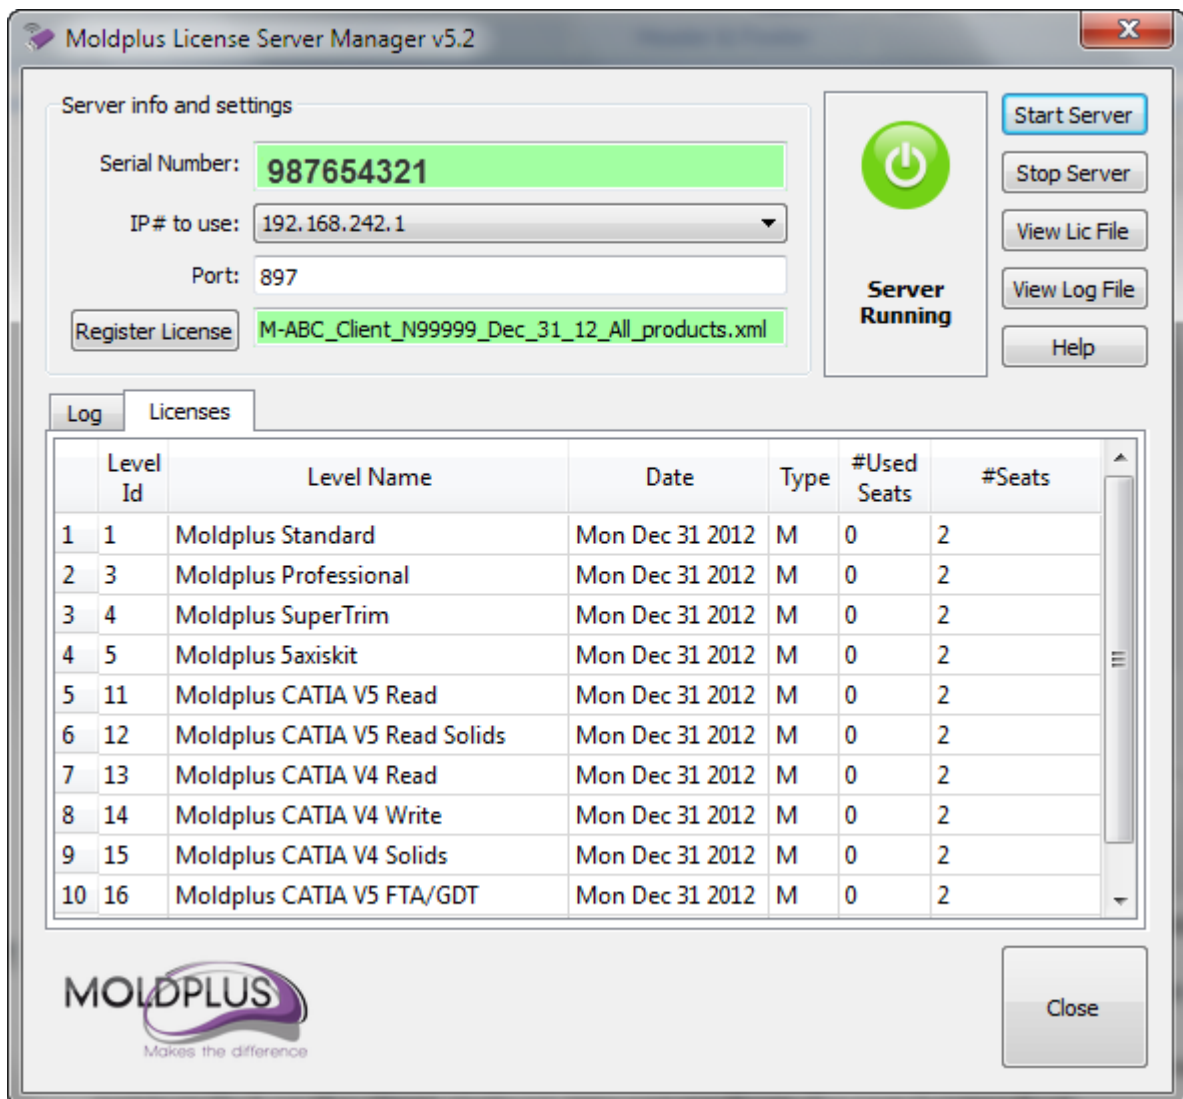 Moldplus License Server Manager v5.2
Server info and settings
Serial Number: 987654321
IP# to use: 192.168.242.1
Port: 897
Register License M-ABC_Client_N99999_Dec_31_12_All_products.xml
Server
Running
Start Server
Stop Server
View Lic File
View Log File
Help
Log Licenses
Level Id Level Name Date Type #Used Seats #Seats
1 1 Moldplus Standard Mon Dec 31 2012 M 0 2
2 3 Moldplus Professional Mon Dec 31 2012 M 0 2
3 4 Moldplus SuperTrim Mon Dec 31 2012 M 0 2
4 5 Moldplus 5axiskit Mon Dec 31 2012 M 0 2
5 11 Moldplus CATIA V5 Read Mon Dec 31 2012 M 0 2
6 12 Moldplus CATIA V5 Read Solids Mon Dec 31 2012 M 0 2
7 13 Moldplus CATIA V4 Read Mon Dec 31 2012 M 0 2
8 14 Moldplus CATIA V4 Write Mon Dec 31 2012 M 0 2
9 15 Moldplus CATIA V4 Solids Mon Dec 31 2012 M 0 2
10 16 Moldplus CATIA V5 FTA/GDT Mon Dec 31 2012 M 0 2
MOLDPLUS
Makes the difference
Close